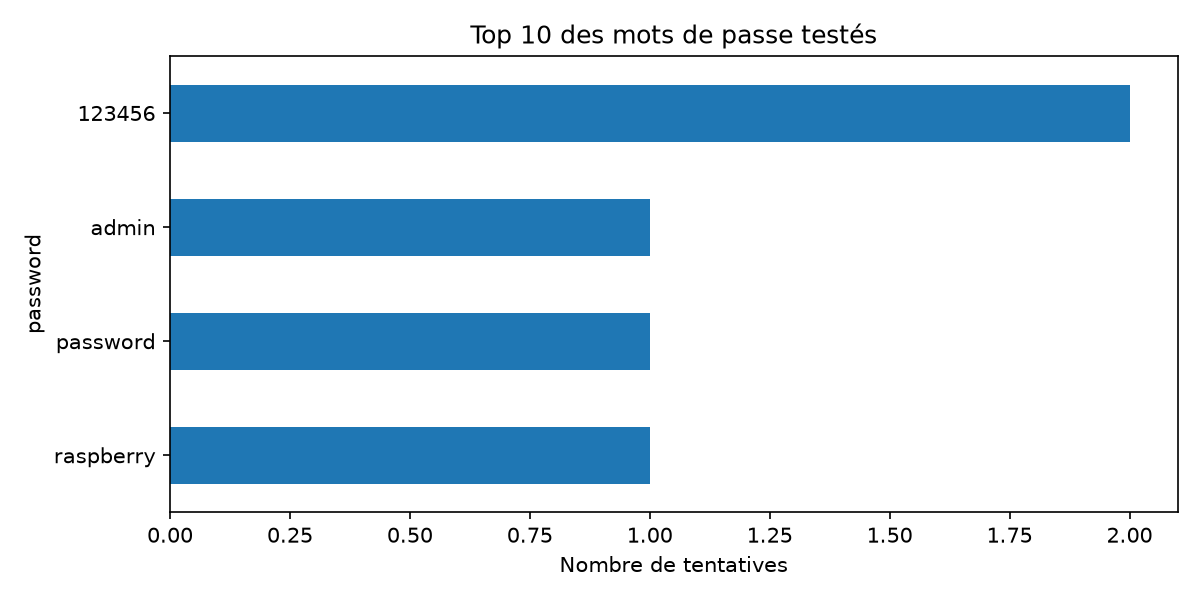 Top 10 des mots de passe testés
password
123456
admin
password
raspberry
0.00 0.25 0.50 0.75 1.00 1.25 1.50 1.75 2.00
Nombre de tentatives